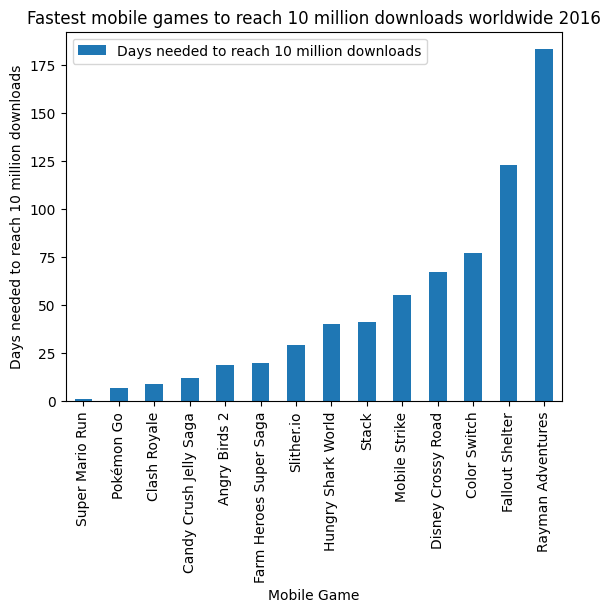 Fastest mobile games to reach 10 million downloads worldwide 2016
Days needed to reach 10 million downloads
Days needed to reach 10 million downloads
175
150
125
100
75
50
25
0
Super Mario Run
Pokémon Go
Clash Royale
Candy Crush Jelly Saga
Angry Birds 2
Farm Heroes Super Saga
Slither.io
Hungry Shark World
Stack
Mobile Strike
Disney Crossy Road
Color Switch
Fallout Shelter
Rayman Adventures
Mobile Game